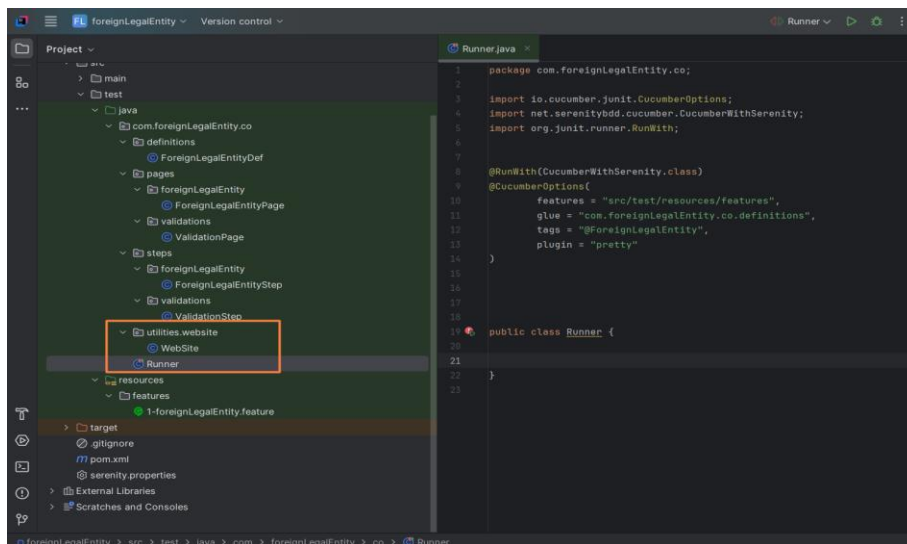 FL foreignLegalEntity Version control Runner
Project
Runner.java
src
main
test
java
com.foreignLegalEntity.co
definitions
ForeignLegalEntityDef
pages
foreignLegalEntity
ForeignLegalEntityPage
validations
ValidationPage
steps
foreignLegalEntity
ForeignLegalEntityStep
validations
ValidationStep
utilities.website
WebSite
Runner
resources
features
1-foreignLegalEntity.feature
target
.gitignore
pom.xml
serenity.properties
External Libraries
Scratches and Consoles
1 package com.foreignLegalEntity.co;
2
3 import io.cucumber.junit.CucumberOptions;
4 import net.serenitybdd.cucumber.CucumberWithSerenity;
5 import org.junit.runner.RunWith;
6
7
8 @RunWith(CucumberWithSerenity.class)
9 @CucumberOptions(
10 features = "src/test/resources/features",
11 glue = "com.foreignLegalEntity.co.definitions",
12 tags = "@ForeignLegalEntity",
13 plugin = "pretty"
14 )
15
16
17
18
19 public class Runner {
20
21
22 }
23
foreignLegalEntity > src > test > java > com > foreignLegalEntity > co > Runner